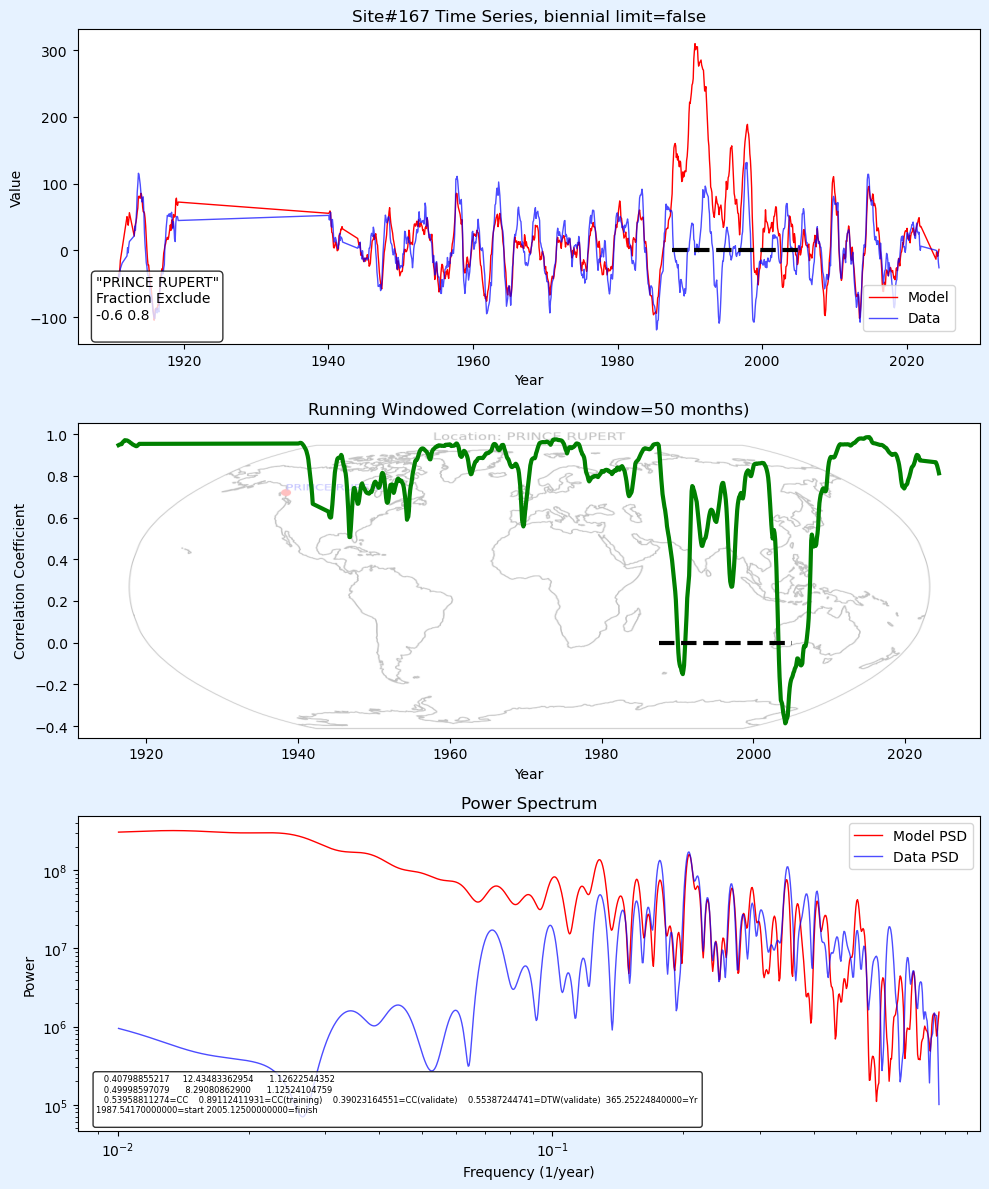 Site#167 Time Series, biennial limit=false
300
200
100
0
−100
Value
"PRINCE RUPERT"
Fraction Exclude
-0.6 0.8
Model
Data
1920
1940
1960
1980
2000
2020
Year
Running Windowed Correlation (window=50 months)
Location: PRINCE RUPERT
1.0
0.8
0.6
0.4
0.2
0.0
−0.2
−0.4
Correlation Coefficient
1920
1940
1960
1980
2000
2020
Year
Power Spectrum
Model PSD
Data PSD
10⁸
10⁷
10⁶
10⁵
Power
0.40798855217 12.43483362954 1.12622544352
0.49998597079 8.29080862900 1.12524104759
0.53958811274=CC 0.89112411931=CC(training) 0.39023164551=CC(validate) 0.55387244741=DTW(validate) 365.25224840000=Yr
1987.54170000000=start 2005.12500000000=finish
10⁻²
10⁻¹
Frequency (1/year)